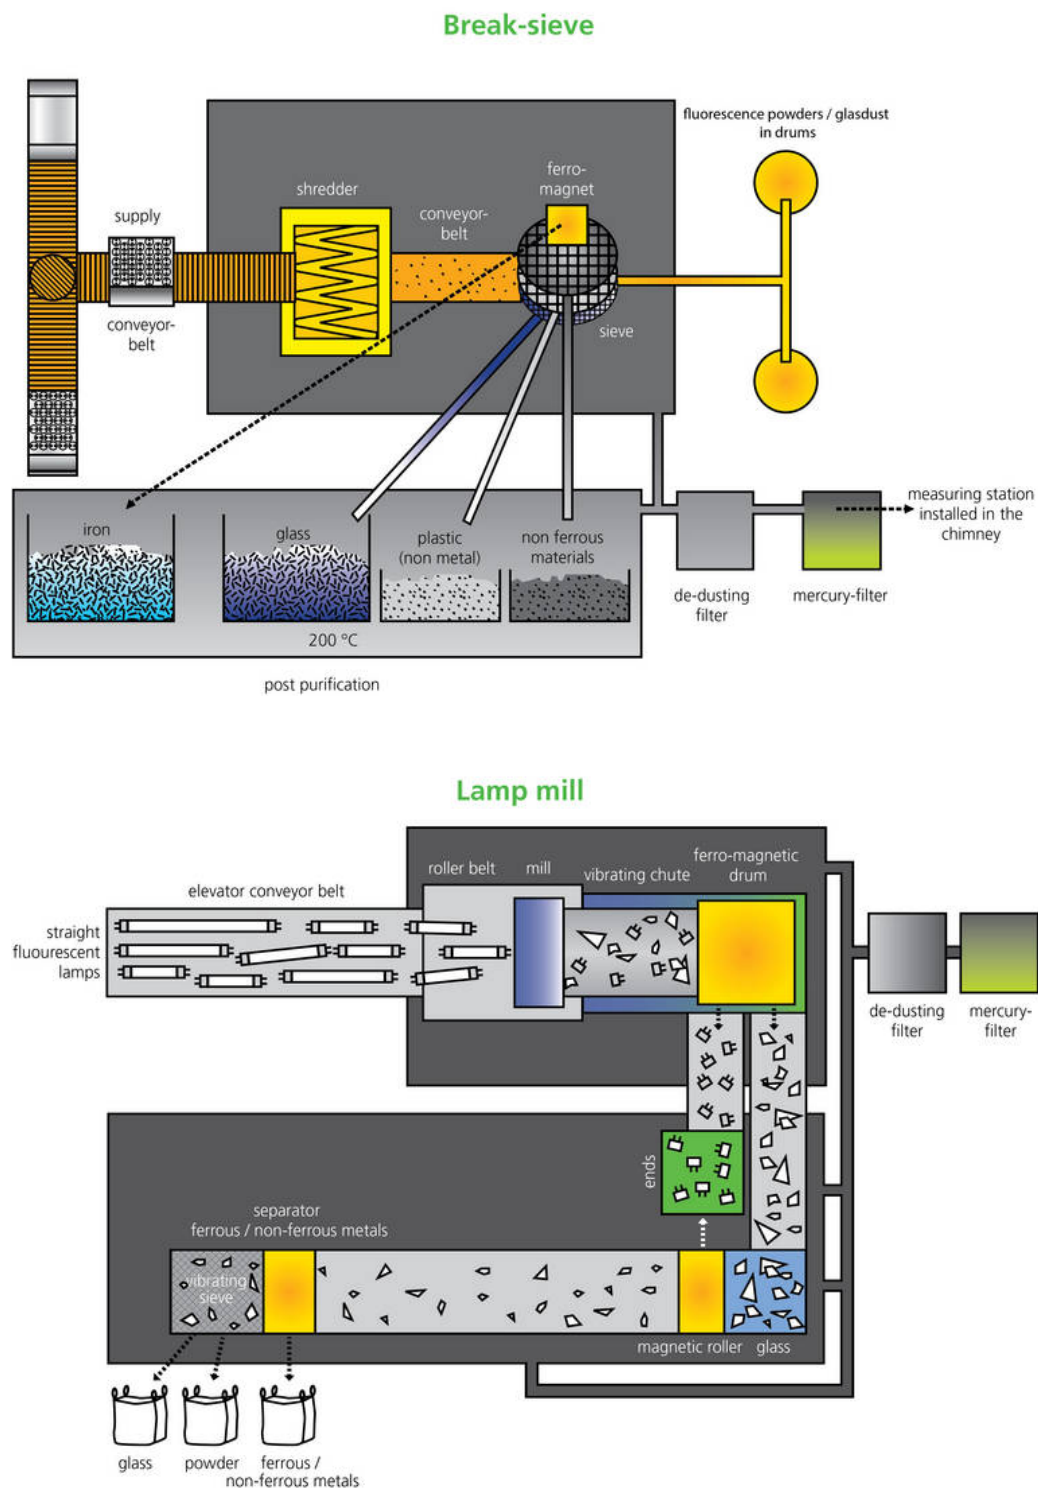 Break-sieve
fluorescence powders / glasdust
in drums
ferro-
magnet
shredder
conveyor-
belt
supply
conveyor-
belt
sieve
measuring station
installed in the
chimney
iron
glass
plastic
(non metal)
non ferrous
materials
de-dusting
filter
mercury-filter
200 °C
post purification
Lamp mill
ferro-magnetic
drum
roller belt
mill
vibrating chute
elevator conveyor belt
straight
fluourescent
lamps
de-dusting
filter
mercury-
filter
ends
separator
ferrous / non-ferrous metals
vibrating
sieve
magnetic roller
glass
glass
powder
ferrous /
non-ferrous metals